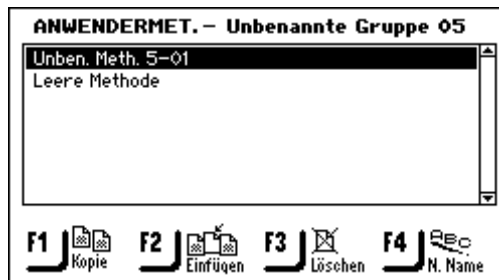 ANWENDERMET. – Unbenannte Gruppe 05
Unben. Meth. 5–01
Leere Methode
F1 Kopie F2 Einfügen F3 Löschen F4 N. Name